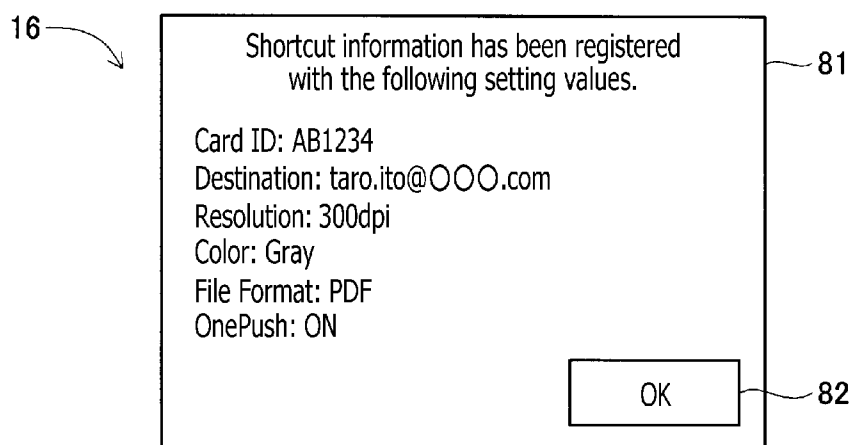 16
Shortcut information has been registered
with the following setting values.
81
Card ID: AB1234
Destination: taro.ito@○○○.com
Resolution: 300dpi
Color: Gray
File Format: PDF
OnePush: ON
OK
82